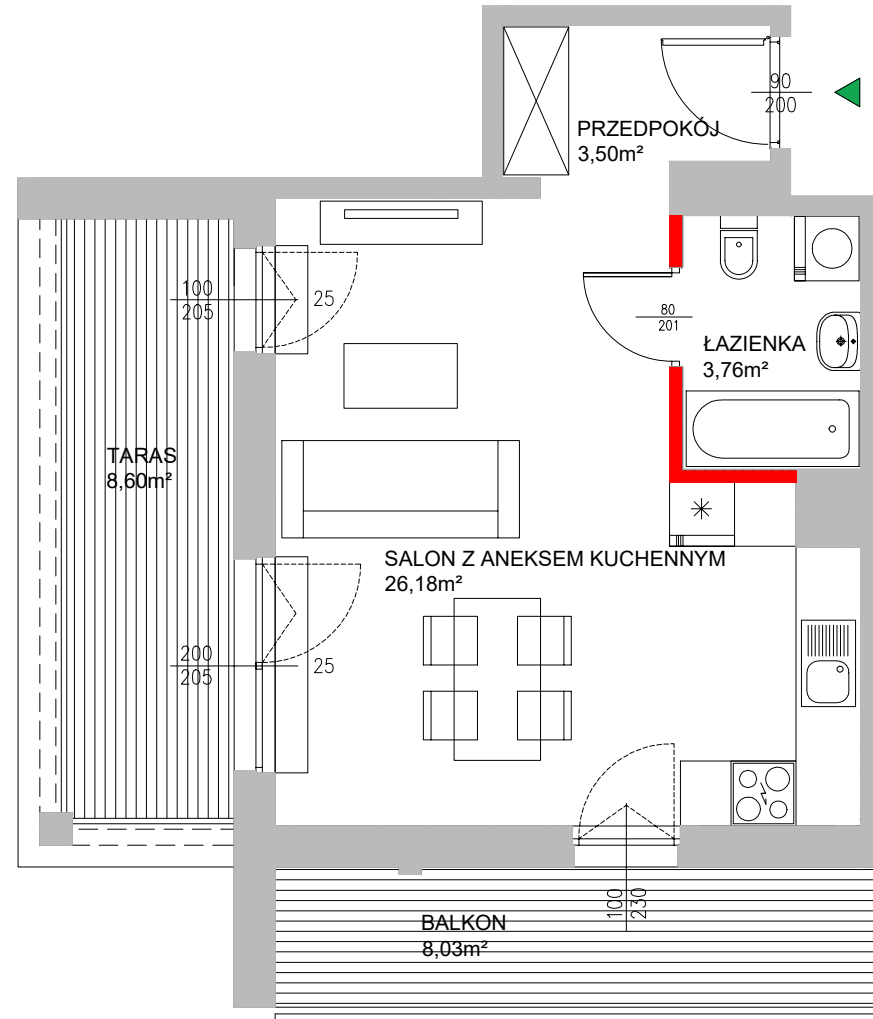 90
200
PRZEDPOKÓJ
3,50m²
100
205
25
80
201
ŁAZIENKA
3,76m²
TARAS
8,60m²
SALON Z ANEKSEM KUCHENNYM
26,18m²
200
205
25
100
230
BALKON
8,03m²